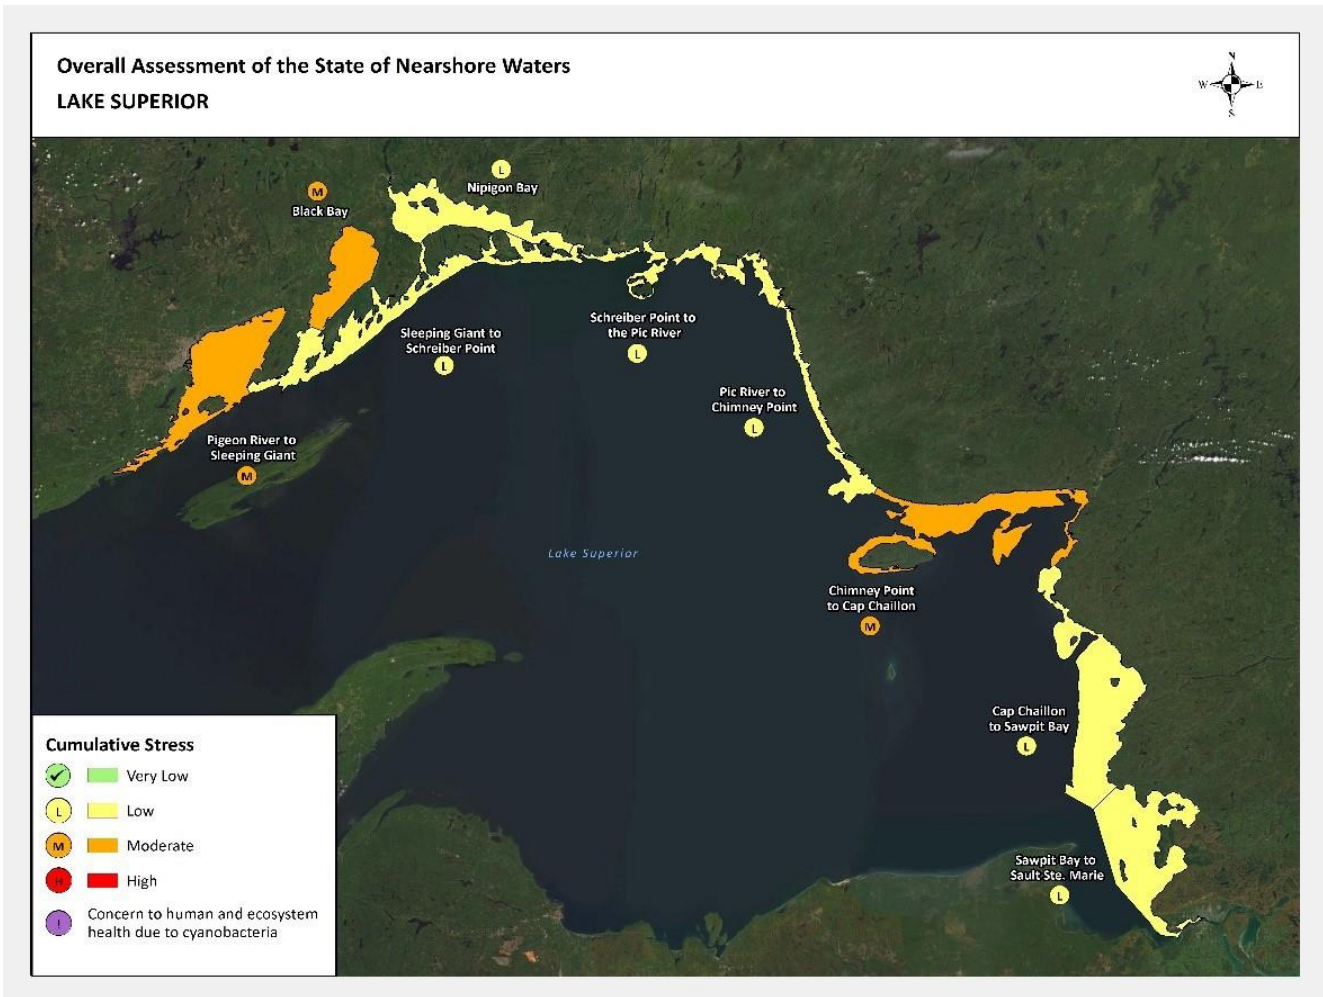 Overall Assessment of the State of Nearshore Waters
LAKE SUPERIOR
N
W
E
S
L
Nipigon Bay
M
Black Bay
Sleeping Giant to
Schreiber Point
L
Schreiber Point to
the Pic River
L
Pic River to
Chimney Point
L
Pigeon River to
Sleeping Giant
M
Lake Superior
Chimney Point
to Cap Chaillon
M
Cap Chaillon
to Sawpit Bay
L
Sawpit Bay to
Sault Ste. Marie
L
Cumulative Stress
Very Low
L
Low
M
Moderate
H
High
!
Concern to human and ecosystem
health due to cyanobacteria